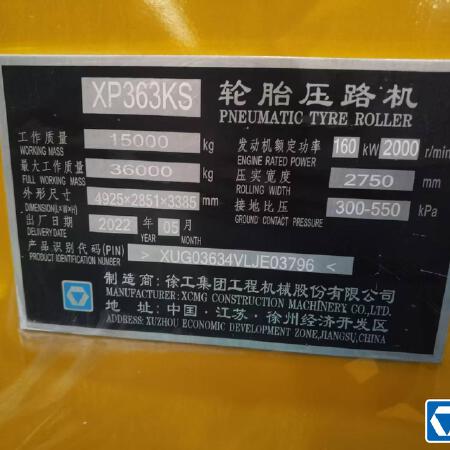 XP363KS 轮胎压路机
PNEUMATIC TYRE ROLLER
工作质量 15000 kg
WORKING MASS
最大工作质量 36000 kg
FULL WORKING MASS
外形尺寸 4925×2851×3385 mm
DIMENSION(L×W×H)
出厂日期 2022 年 05 月
DELIVERY DATE YEAR MONTH
发动机额定功率 160 kW 2000 r/min
ENGINE RATED POWER
压实宽度 2750 mm
ROLLING WIDTH
接地比压 300-550 kPa
GROUND CONTACT PRESSURE
产品识别代码(PIN) > XUG03634VLJE03796 <
PRODUCT IDENTIFICATION NUMBER
制造商: 徐工集团工程机械股份有限公司
MANUFACTURER: XCMG CONSTRUCTION MACHINERY CO.,LTD
地 址: 中国·江苏·徐州经济开发区
ADDRESS: XUZHOU ECONOMIC DEVELOPMENT ZONE,JIANGSU,CHINA